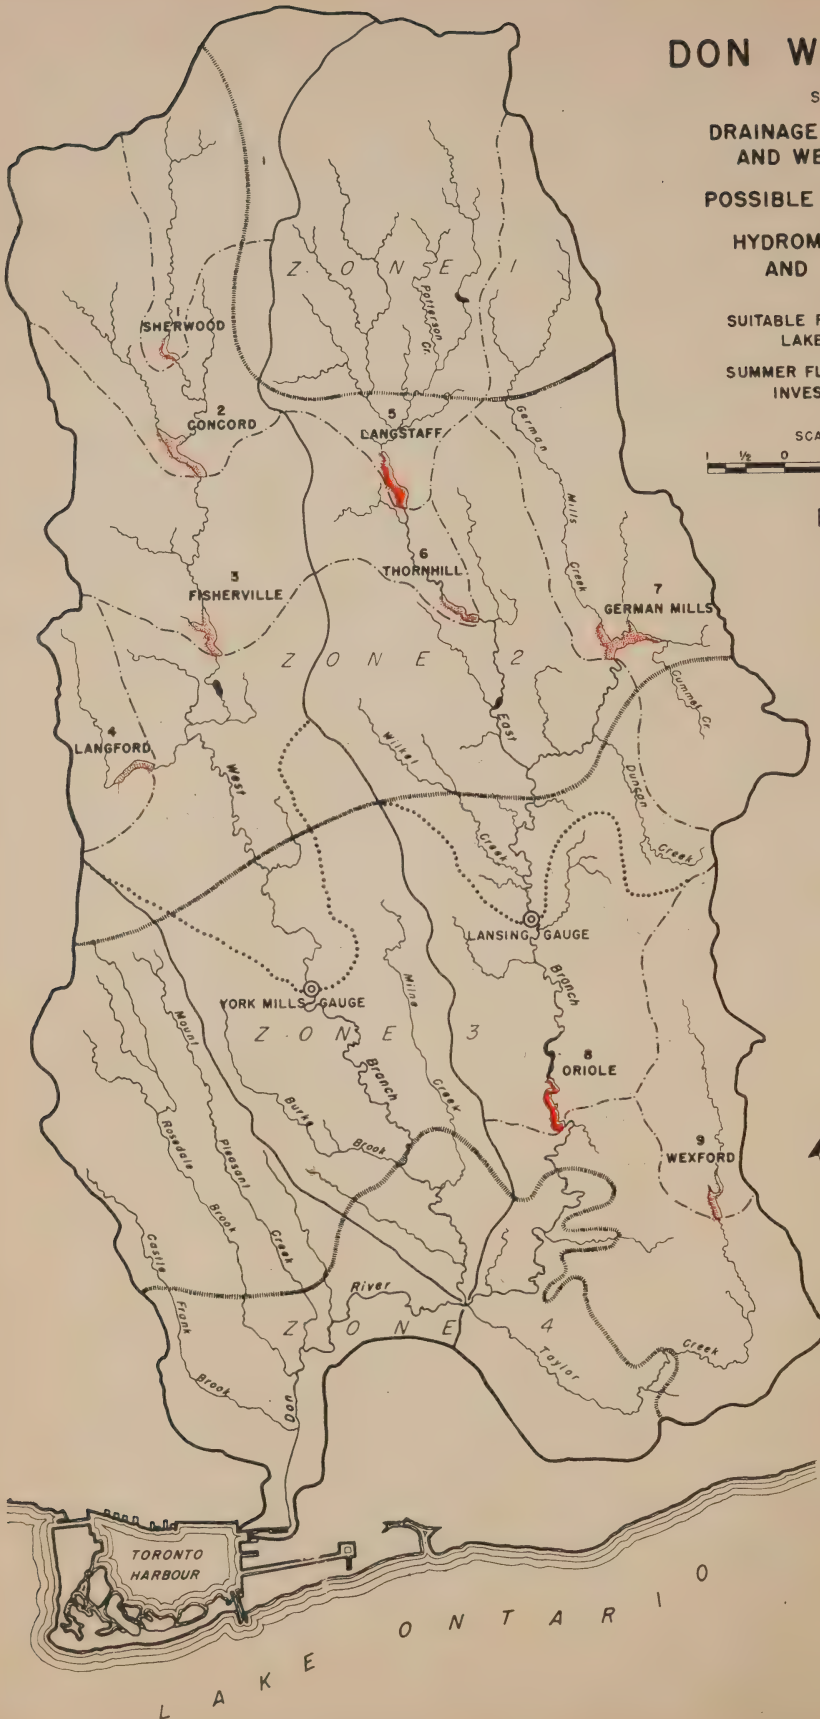 DON W
S
DRAINAGE
AND WE
POSSIBLE
HYDROM
AND
SUITABLE F
LAKE
SUMMER FL
INVES
SCA
1 ½ 0
ZONE 1
Patterson Cr.
1
SHERWOOD
2
CONCORD
5
LANGSTAFF
German Mills Creek
6
THORNHILL
3
FISHERVILLE
7
GERMAN MILLS
ZONE 2
Cummer Cr.
4
LANGFORD
West
Wilket Creek
East
Duncan Creek
LANSING GAUGE
YORK MILLS GAUGE
Milne Creek
Branch
ZONE 3
Mount Pleasant Creek
Branch
8
ORIOLE
Burke Brook
Rosedale Brook
9
WEXFORD
Castle Frank Brook
River
ZONE 4
Taylor Creek
Don
TORONTO
HARBOUR
LAKE ONTARIO